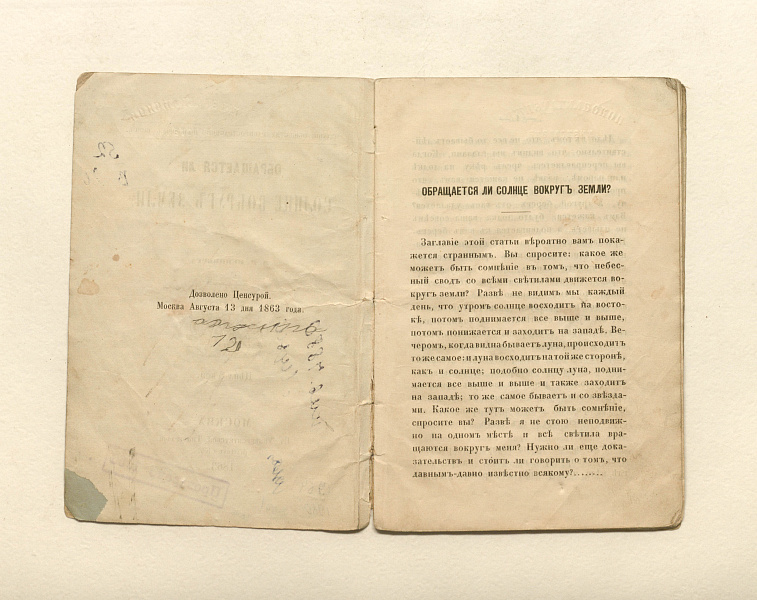 Дозволено Ценсурой.
Москва Августа 13 дня 1863 года.
ОБРАЩАЕТСЯ ЛИ СОЛНЦЕ ВОКРУГЪ ЗЕМЛИ?
Заглавіе этой статьи вѣроятно вамъ пока-
жется страннымъ. Вы спросите: какое же
можетъ быть сомнѣніе въ томъ, что небес-
ный сводъ со всѣми свѣтилами движется во-
кругъ земли? Развѣ не видимъ мы каждый
день, что утромъ солнце восходитъ на восто-
кѣ, потомъ поднимается все выше и выше,
потомъ понижается и заходитъ на западѣ. Ве-
черомъ, когда видна бываетъ луна, происходитъ
то же самое: и луна восходитъ на той же сторонѣ,
какъ и солнце; подобно солнцу луна, подни-
мается все выше и выше и также заходитъ
на западѣ; то же самое бываетъ и со звѣзда-
ми. Какое же тутъ можетъ быть сомнѣніе,
спросите вы? Развѣ я не стою неподвиж-
но на одномъ мѣстѣ и всѣ свѣтила вра-
щаются вокругъ меня? Нужно ли еще дока-
зательствъ и сто́итъ ли говорить о томъ, что
давнымъ-давно извѣстно всякому?........